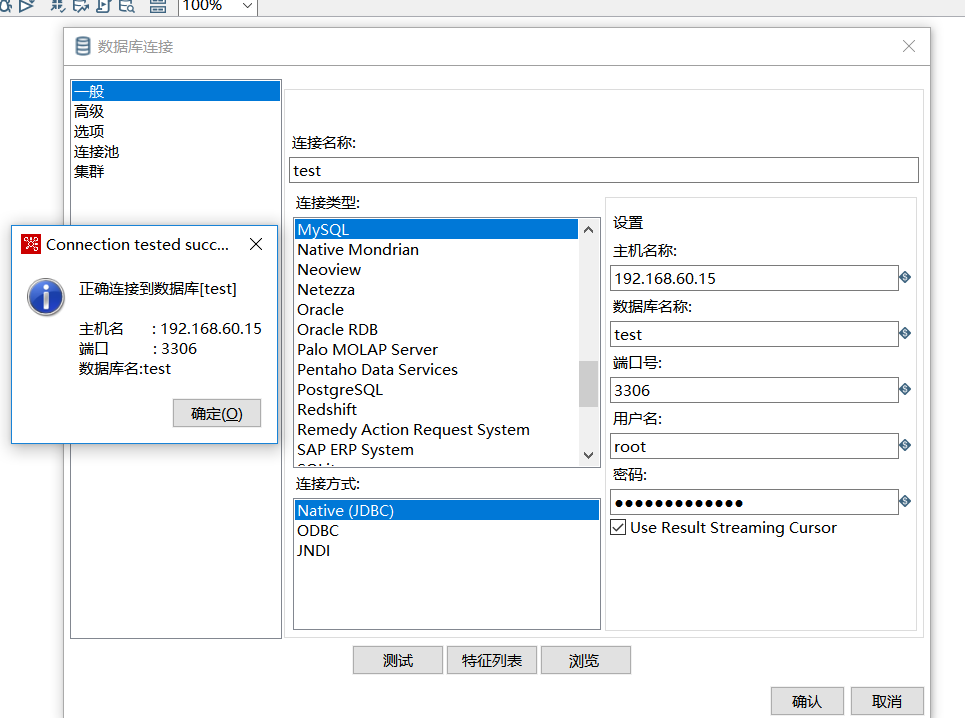 100%
数据库连接
一般
高级
选项
连接池
集群
连接名称:
test
连接类型:
MySQL
Native Mondrian
Neoview
Netezza
Oracle
Oracle RDB
Palo MOLAP Server
Pentaho Data Services
PostgreSQL
Redshift
Remedy Action Request System
SAP ERP System
连接方式:
Native (JDBC)
ODBC
JNDI
设置
主机名称:
192.168.60.15
数据库名称:
test
端口号:
3306
用户名:
root
密码:
●●●●●●●●●●●●●
Use Result Streaming Cursor
Connection tested succ...
正确连接到数据库[test]
主机名 : 192.168.60.15
端口 : 3306
数据库名:test
确定(O)
测试
特征列表
浏览
确认
取消